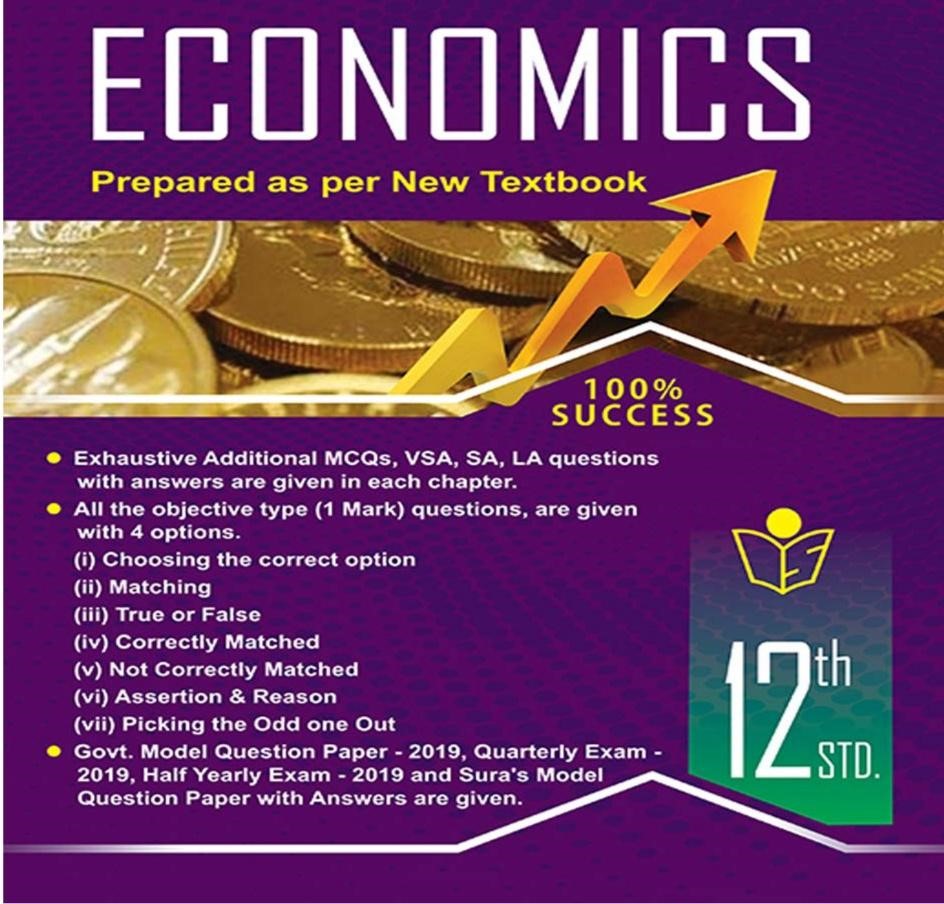 ECONOMICS
Prepared as per New Textbook
100%
SUCCESS
● Exhaustive Additional MCQs, VSA, SA, LA questions
with answers are given in each chapter.
● All the objective type (1 Mark) questions, are given
with 4 options.
(i) Choosing the correct option
(ii) Matching
(iii) True or False
(iv) Correctly Matched
(v) Not Correctly Matched
(vi) Assertion & Reason
(vii) Picking the Odd one Out
● Govt. Model Question Paper - 2019, Quarterly Exam -
2019, Half Yearly Exam - 2019 and Sura's Model
Question Paper with Answers are given.
12th
STD.